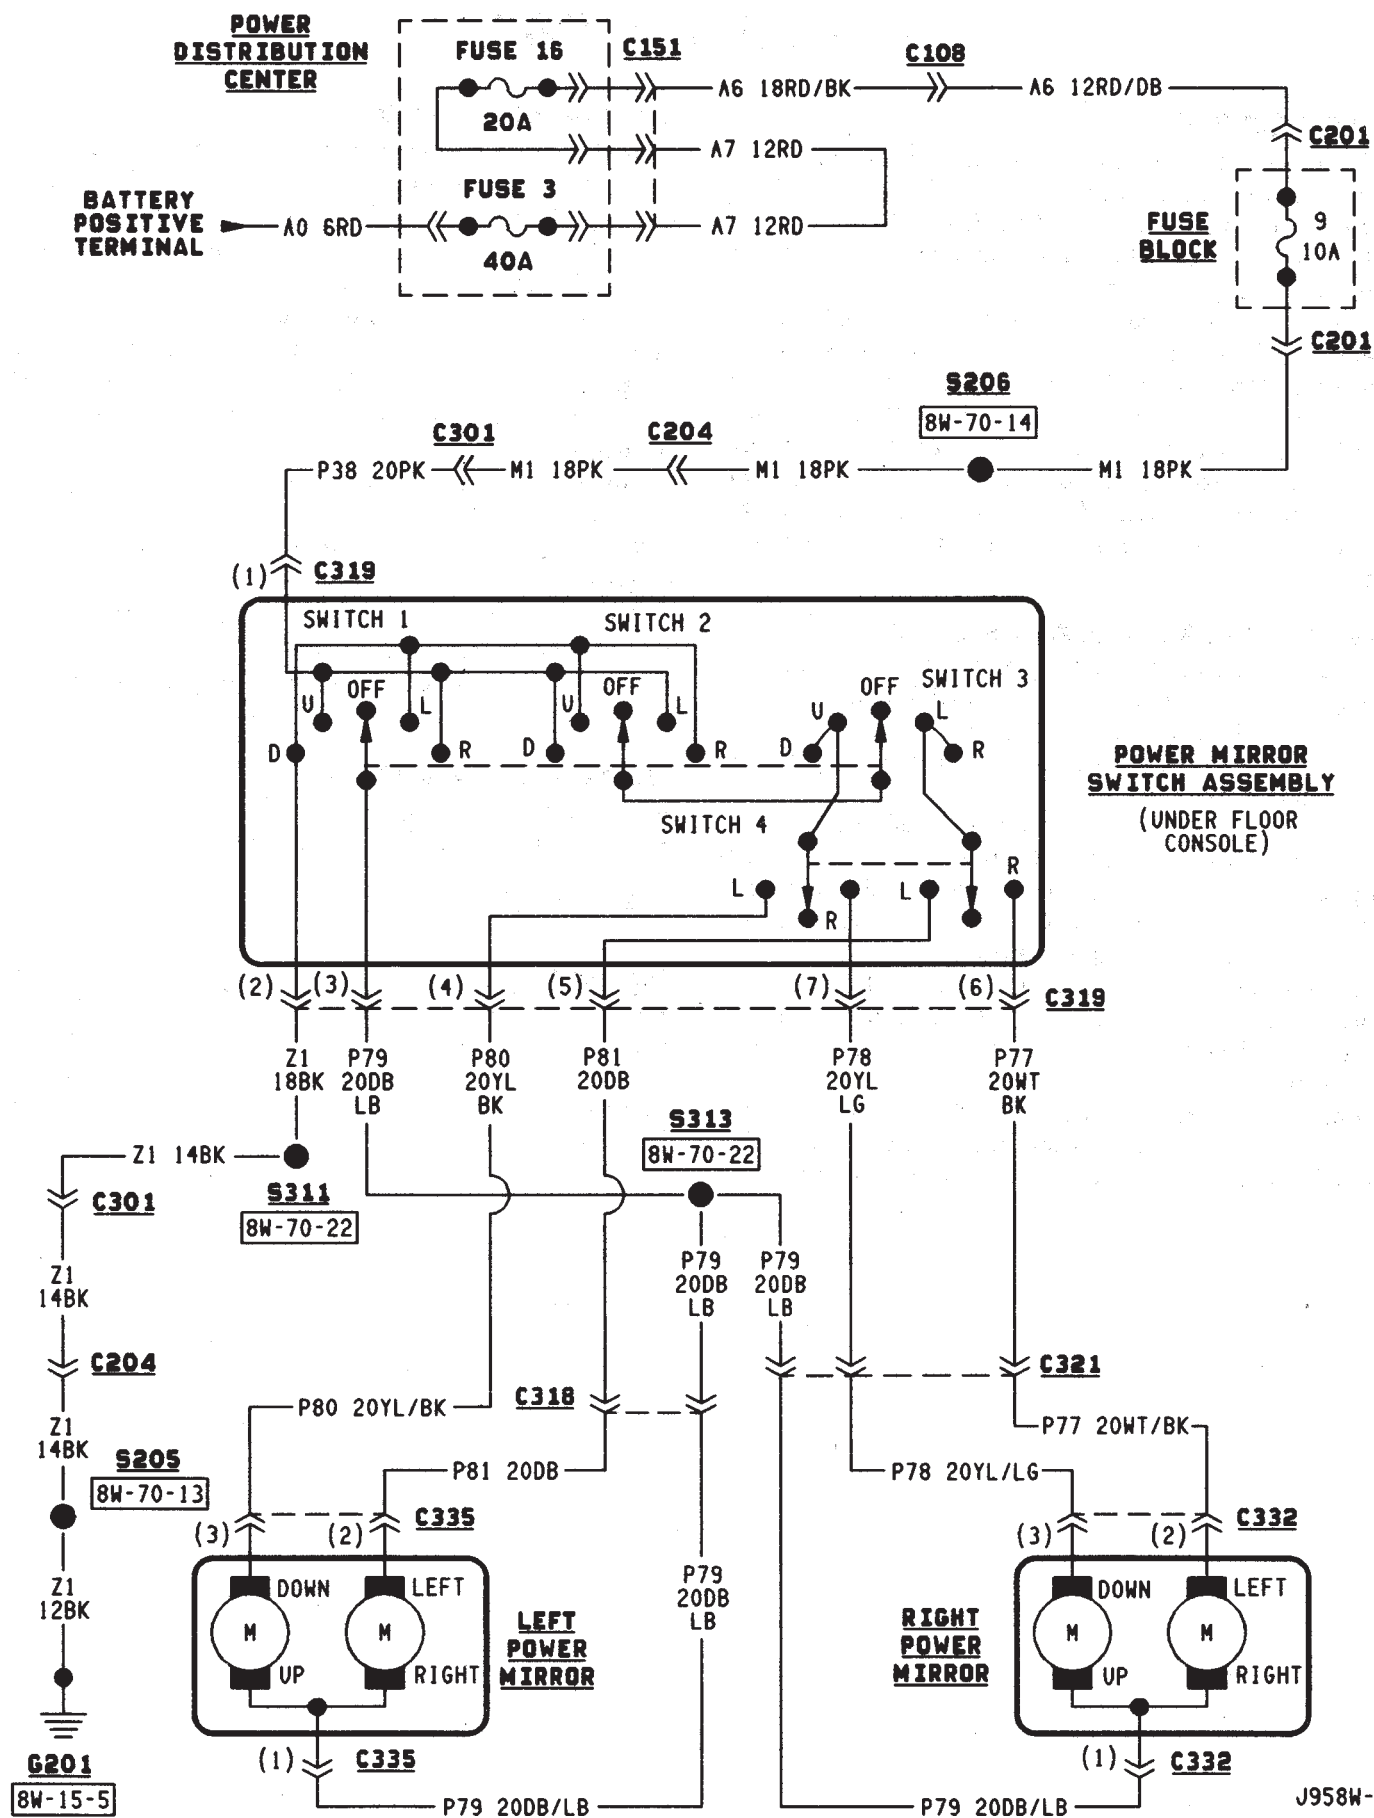 POWER
DISTRIBUTION
CENTER
FUSE 16
20A
C151
A6 18RD/BK
C108
A6 12RD/DB
C201
A7 12RD
FUSE 3
40A
BATTERY
POSITIVE
TERMINAL
A0 6RD
A7 12RD
FUSE
BLOCK
9
10A
C201
S206
8W-70-14
C301
C204
P38 20PK
M1 18PK
M1 18PK
M1 18PK
(1)
C319
SWITCH 1
SWITCH 2
SWITCH 3
U
OFF
L
D
R
U
OFF
L
D
R
U
OFF
L
D
R
SWITCH 4
L
R
L
R
POWER MIRROR
SWITCH ASSEMBLY
(UNDER FLOOR
CONSOLE)
(2)
(3)
(4)
(5)
(7)
(6)
C319
Z1
18BK
P79
20DB
LB
P80
20YL
BK
P81
20DB
P78
20YL
LG
P77
20WT
BK
S313
8W-70-22
Z1 14BK
C301
S311
8W-70-22
P79
20DB
LB
P79
20DB
LB
Z1
14BK
C204
C321
P80 20YL/BK
C318
P77 20WT/BK
Z1
14BK
S205
8W-70-13
P81 20DB
P78 20YL/LG
(3)
(2)
C335
(3)
(2)
C332
Z1
12BK
DOWN
LEFT
M
M
UP
RIGHT
LEFT
POWER
MIRROR
P79
20DB
LB
RIGHT
POWER
MIRROR
DOWN
LEFT
M
M
UP
RIGHT
(1)
C335
(1)
C332
G201
8W-15-5
P79 20DB/LB
P79 20DB/LB
J958W-